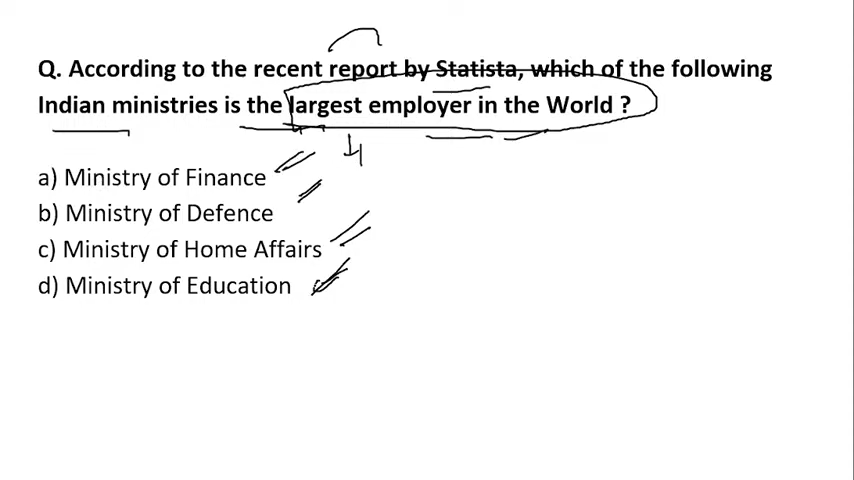 Q. According to the recent report by Statista, which of the following
Indian ministries is the largest employer in the World ?
a) Ministry of Finance
b) Ministry of Defence
c) Ministry of Home Affairs
d) Ministry of Education